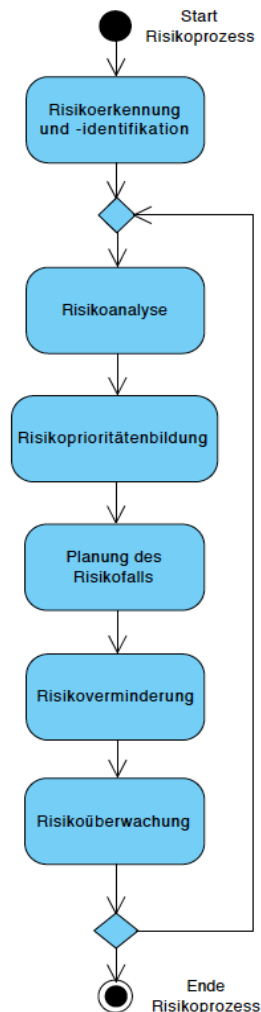 Start
Risikoprozess
Risikoerkennung
und -identifikation
Risikoanalyse
Risikoprioritätenbildung
Planung des
Risikofalls
Risikoverminderung
Risikoüberwachung
Ende
Risikoprozess